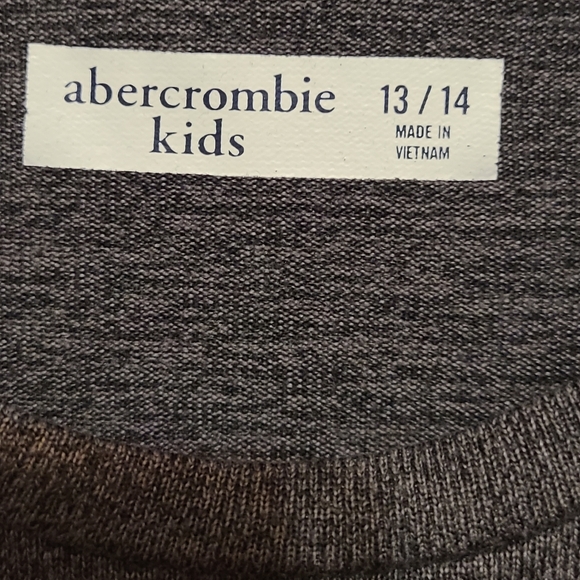 abercrombie
kids
13 / 14
MADE IN
VIETNAM